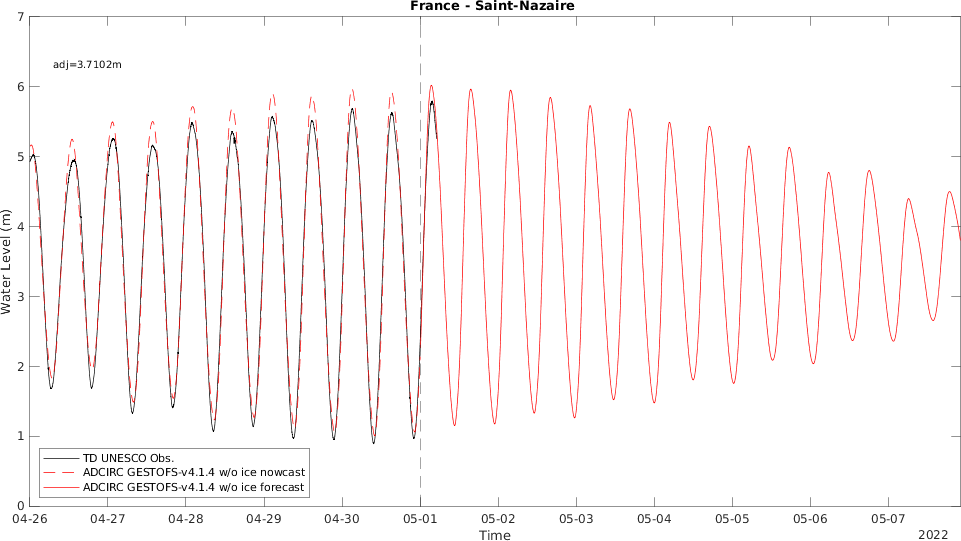 France - Saint-Nazaire
7
adj=3.7102m
6
5
4
3
2
1
0
Water Level (m)
TD UNESCO Obs.
ADCIRC GESTOFS-v4.1.4 w/o ice nowcast
ADCIRC GESTOFS-v4.1.4 w/o ice forecast
04-26 04-27 04-28 04-29 04-30 05-01 05-02 05-03 05-04 05-05 05-06 05-07
Time
2022